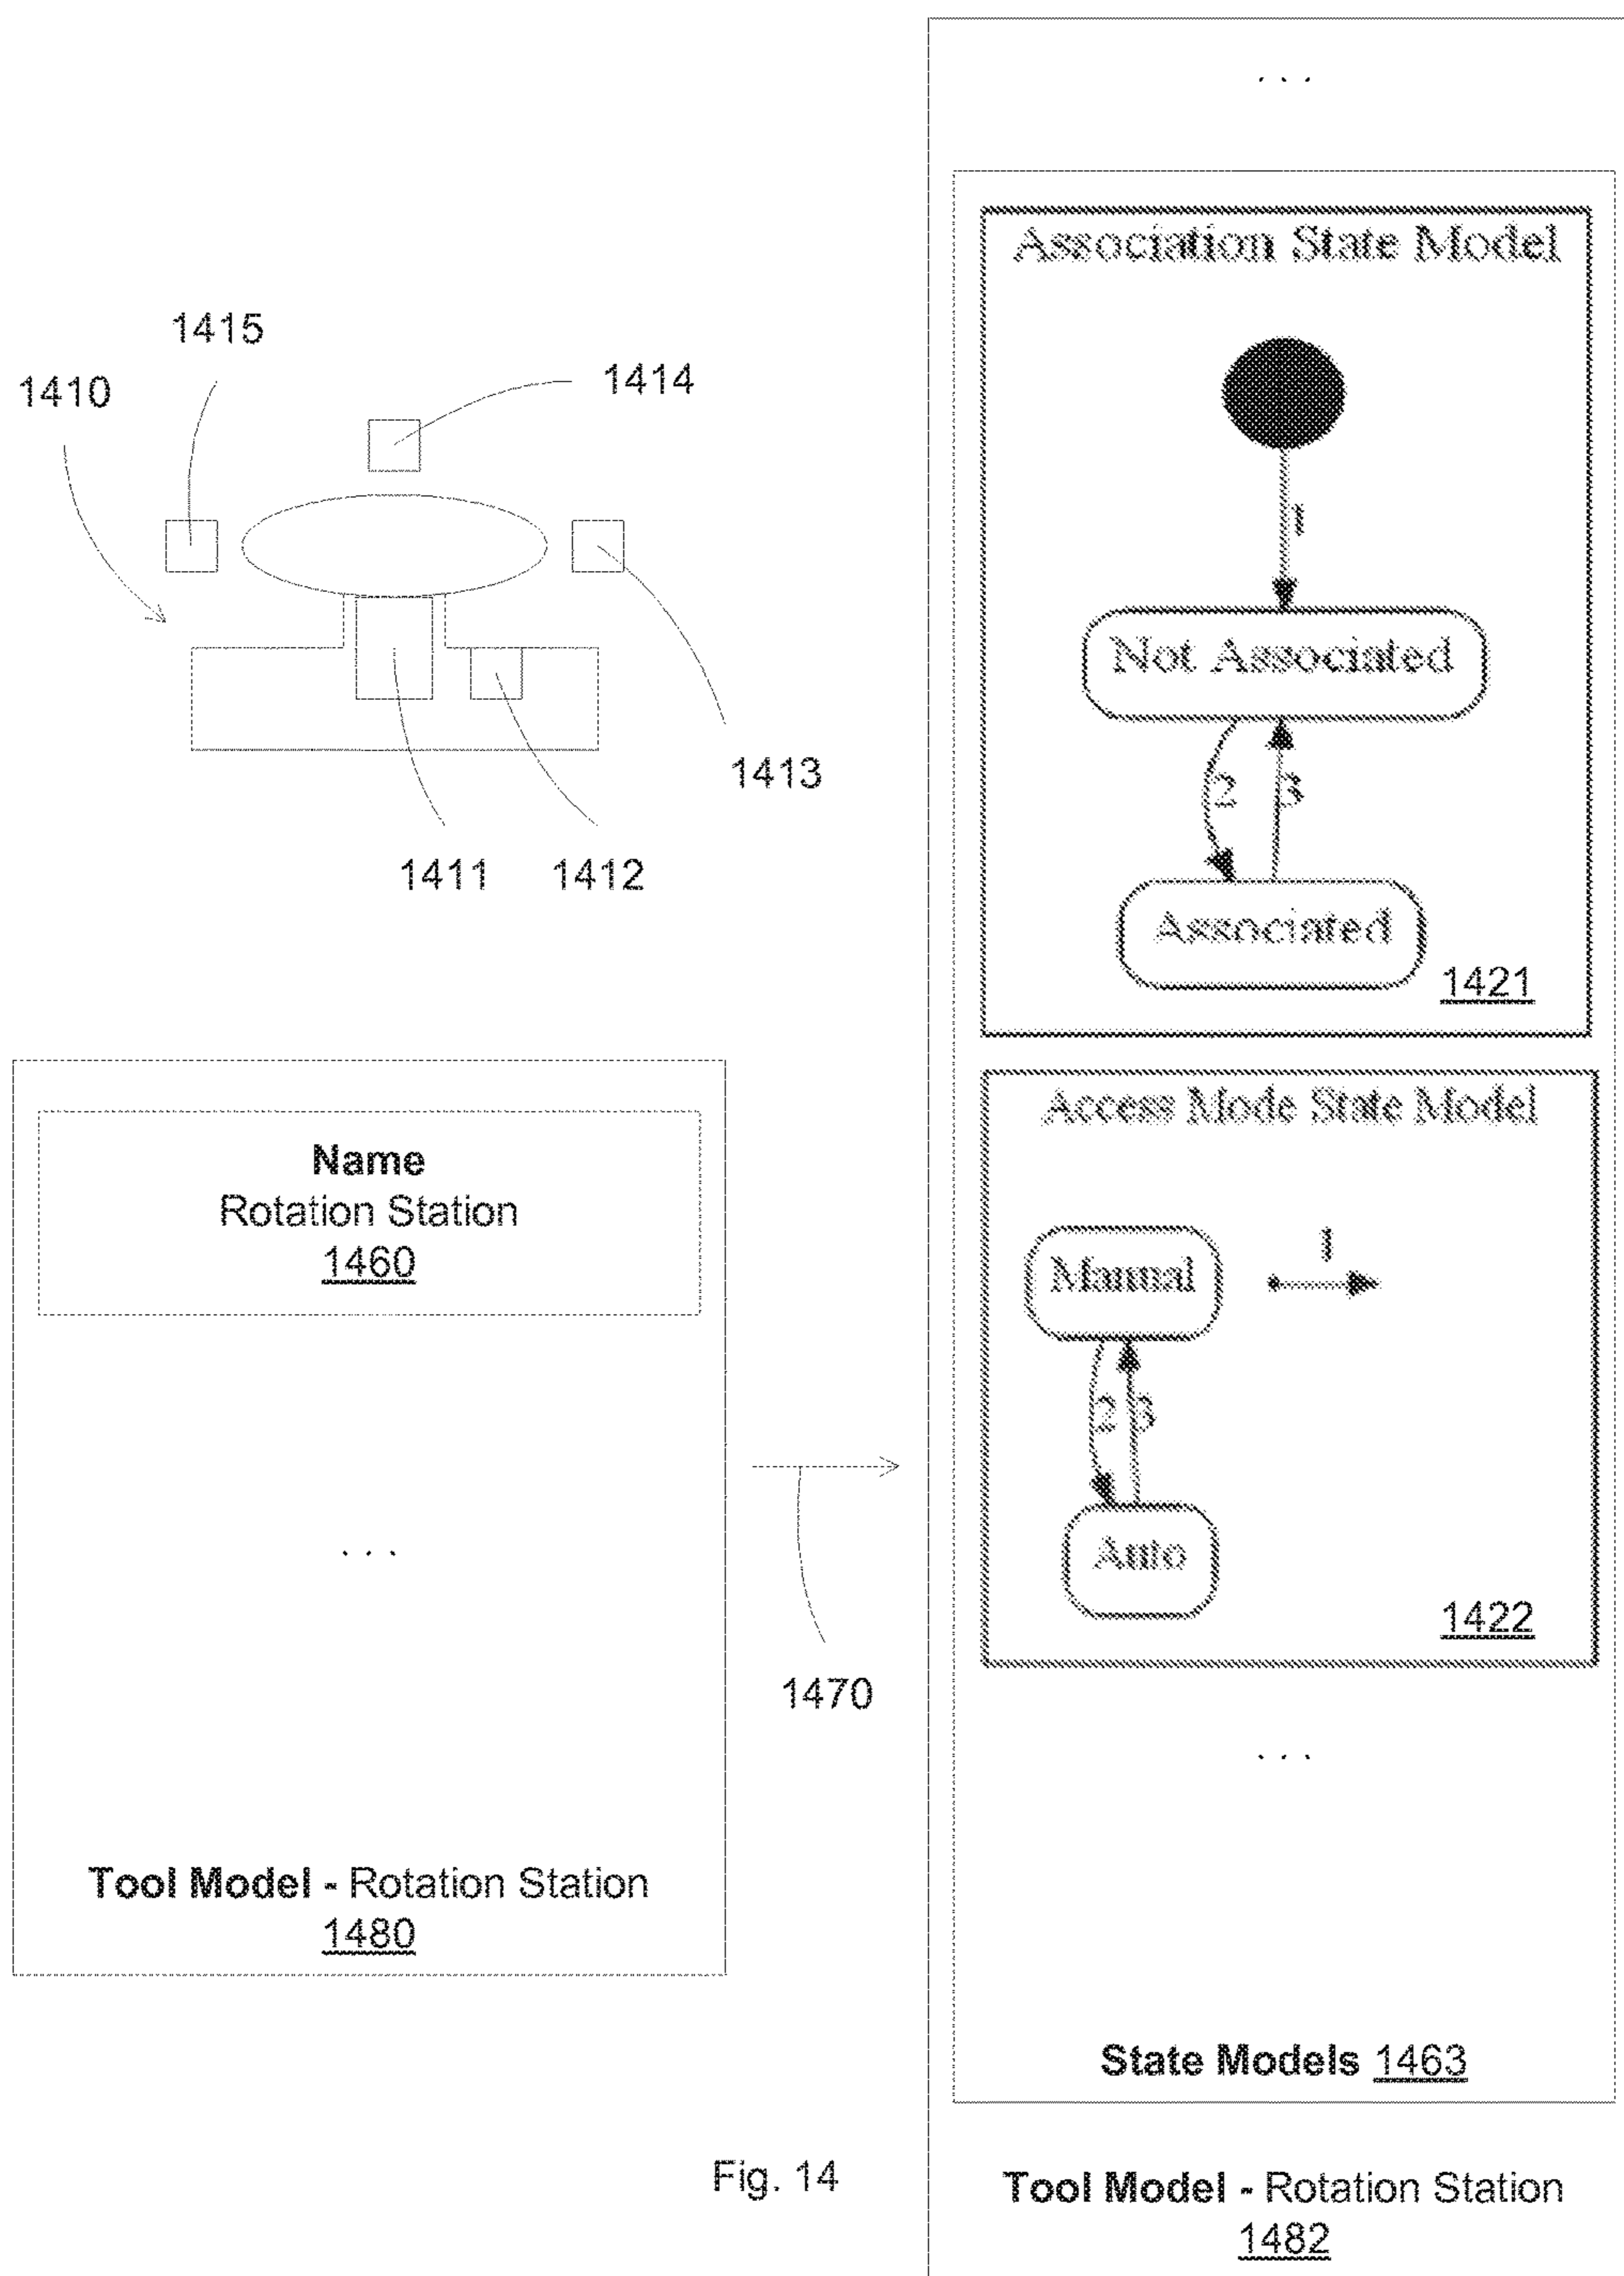 1415
1410
1414
1413
1411
1412
Name
Rotation Station
1460
. . .
Tool Model - Rotation Station
1480
1470
. . .
Association State Model
1
Not Associated
2
3
Associated
1421
Access Mode State Model
Manual
1
2
3
Auto
1422
. . .
State Models 1463
Tool Model - Rotation Station
1482
Fig. 14